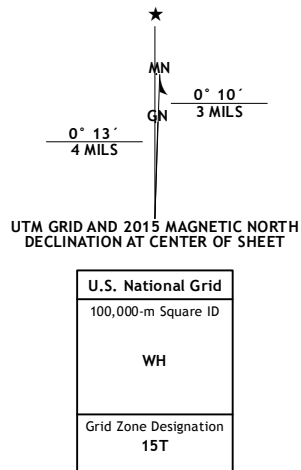 MN
GN
0° 10´
3 MILS
0° 13´
4 MILS
UTM GRID AND 2015 MAGNETIC NORTH
DECLINATION AT CENTER OF SHEET
U.S. National Grid
100,000-m Square ID
WH
Grid Zone Designation
15T